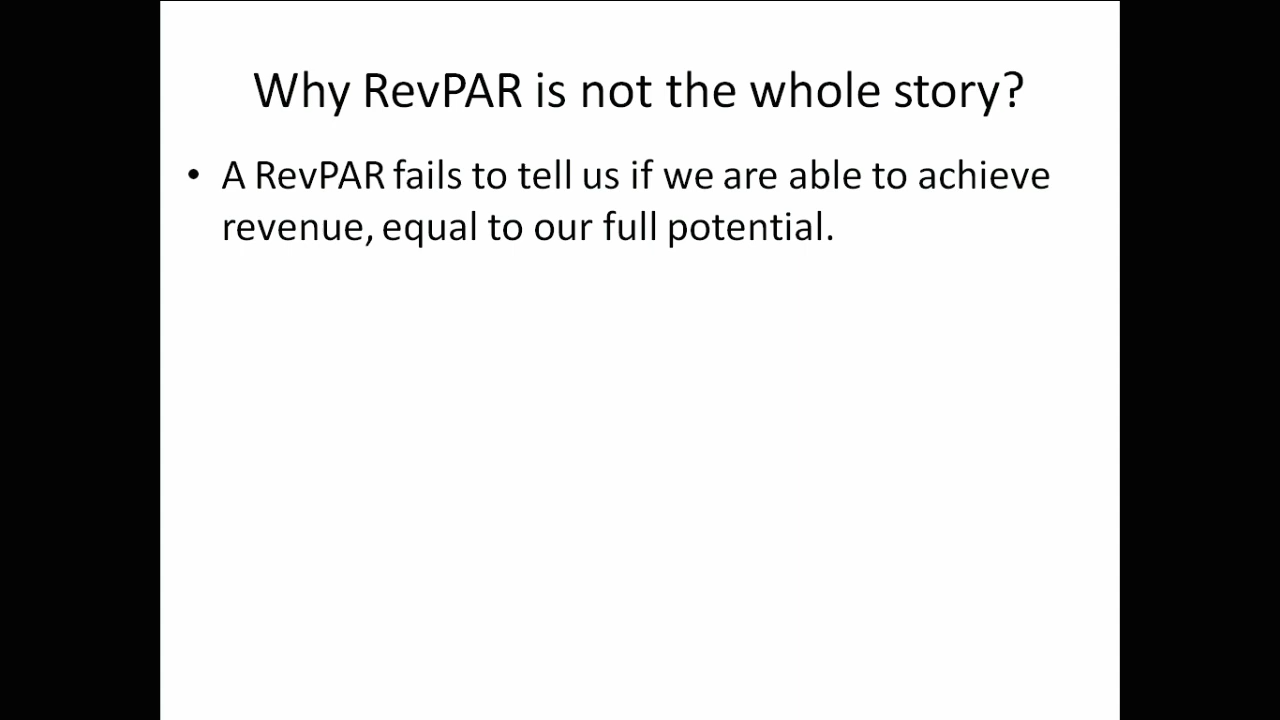 Why RevPAR is not the whole story?
• A RevPAR fails to tell us if we are able to achieve
revenue, equal to our full potential.